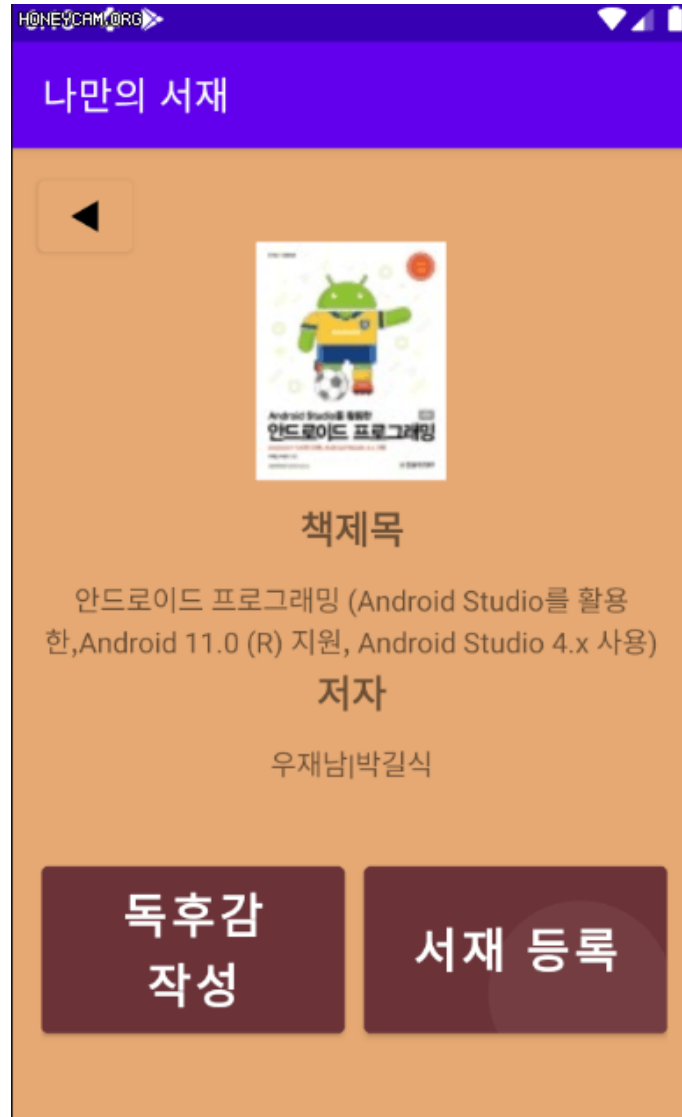 HONEYCAM.ORG
나만의 서재
Android Studio를 활용한
안드로이드 프로그래밍
책제목
안드로이드 프로그래밍 (Android Studio를 활용
한,Android 11.0 (R) 지원, Android Studio 4.x 사용)
저자
우재남|박길식
독후감
작성
서재 등록